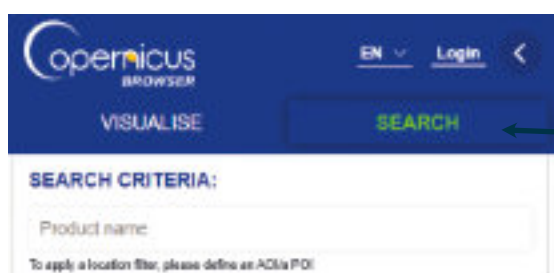 Copernicus
BROWSER
EN Login
VISUALISE SEARCH
SEARCH CRITERIA:
Product name
To apply a location filter, please define an AOI/a POI